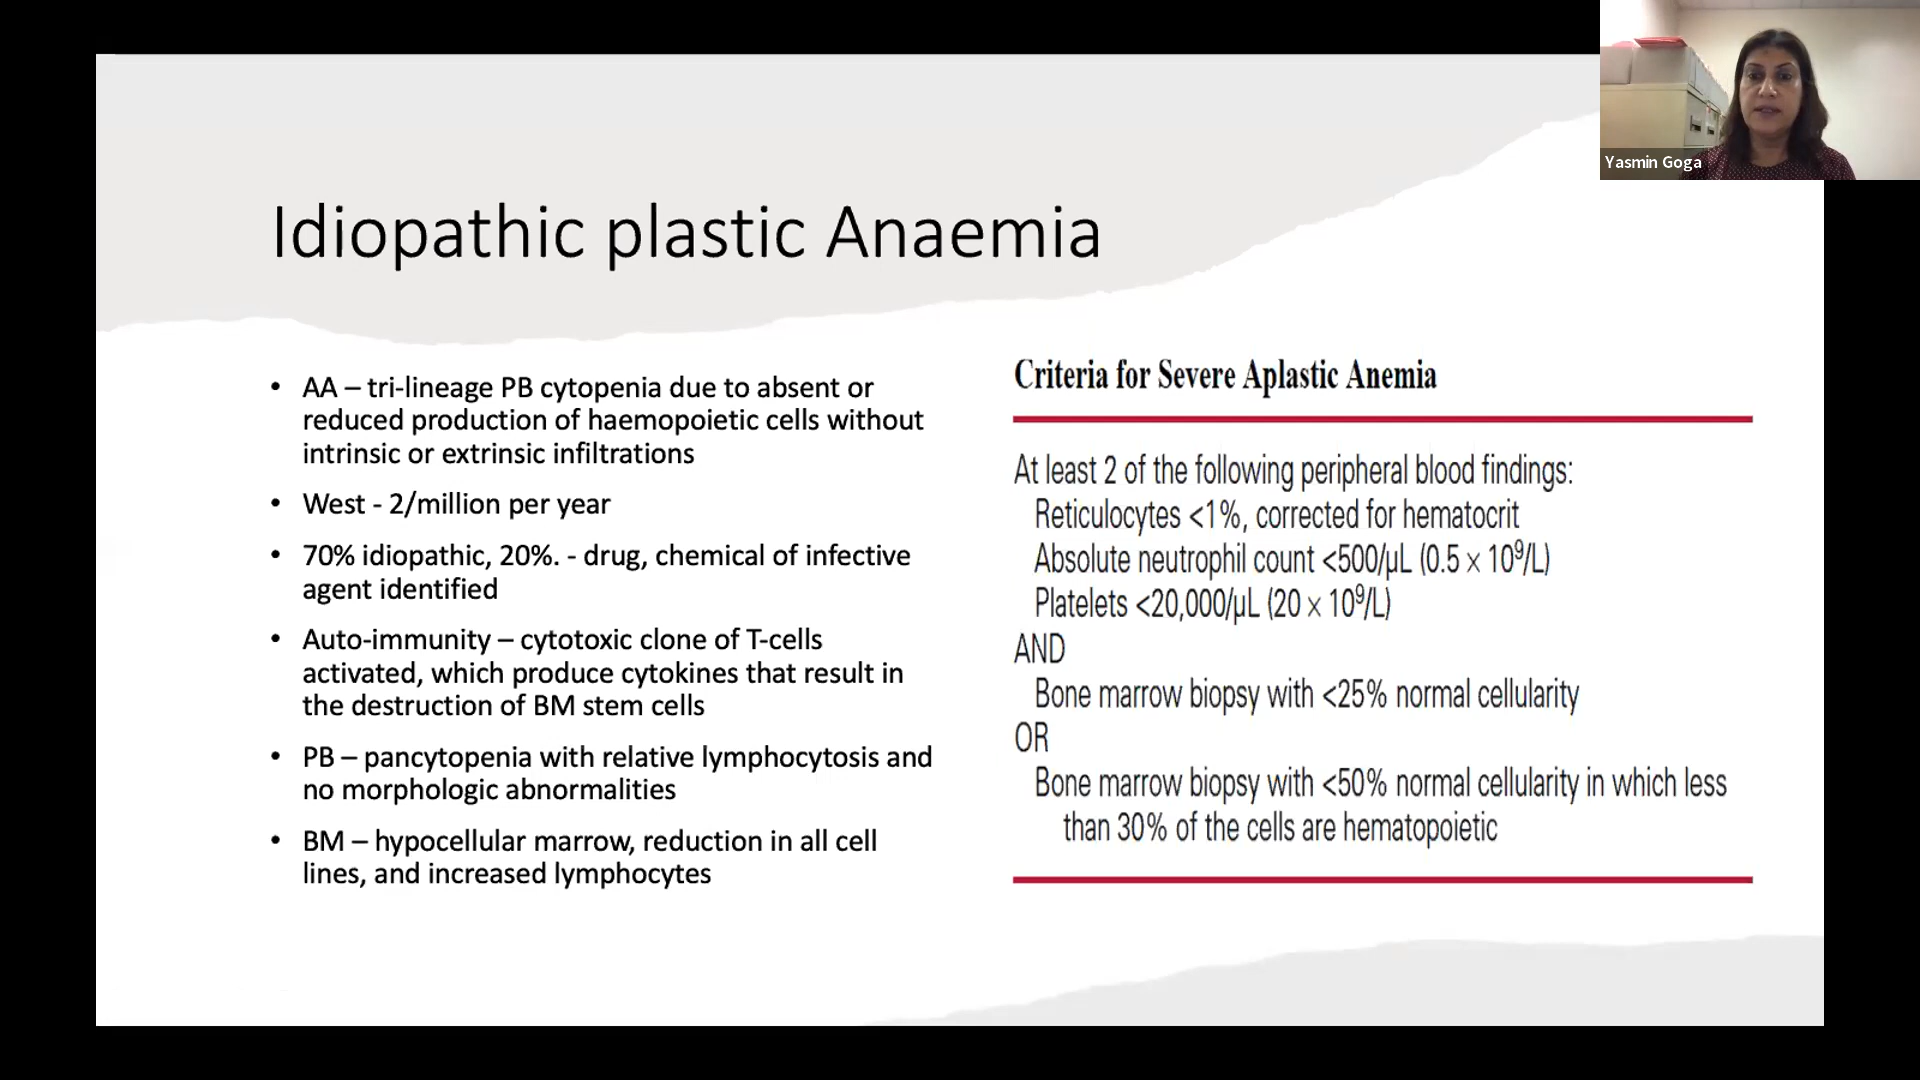 Yasmin Goga
Idiopathic plastic Anaemia
• AA – tri-lineage PB cytopenia due to absent or
reduced production of haemopoietic cells without
intrinsic or extrinsic infiltrations
• West - 2/million per year
• 70% idiopathic, 20%. - drug, chemical of infective
agent identified
• Auto-immunity – cytotoxic clone of T-cells
activated, which produce cytokines that result in
the destruction of BM stem cells
• PB – pancytopenia with relative lymphocytosis and
no morphologic abnormalities
• BM – hypocellular marrow, reduction in all cell
lines, and increased lymphocytes
Criteria for Severe Aplastic Anemia
At least 2 of the following peripheral blood findings:
Reticulocytes <1%, corrected for hematocrit
Absolute neutrophil count <500/µL (0.5 × 10⁹/L)
Platelets <20,000/µL (20 × 10⁹/L)
AND
Bone marrow biopsy with <25% normal cellularity
OR
Bone marrow biopsy with <50% normal cellularity in which less
than 30% of the cells are hematopoietic